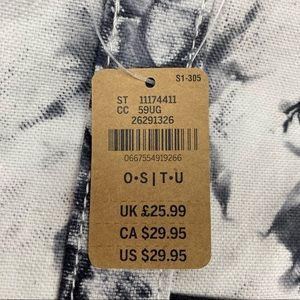 S1-305
ST 11174411
CC 59UG
26291326
0667554919266
O•S|T•U
UK £25.99
CA $29.95
US $29.95